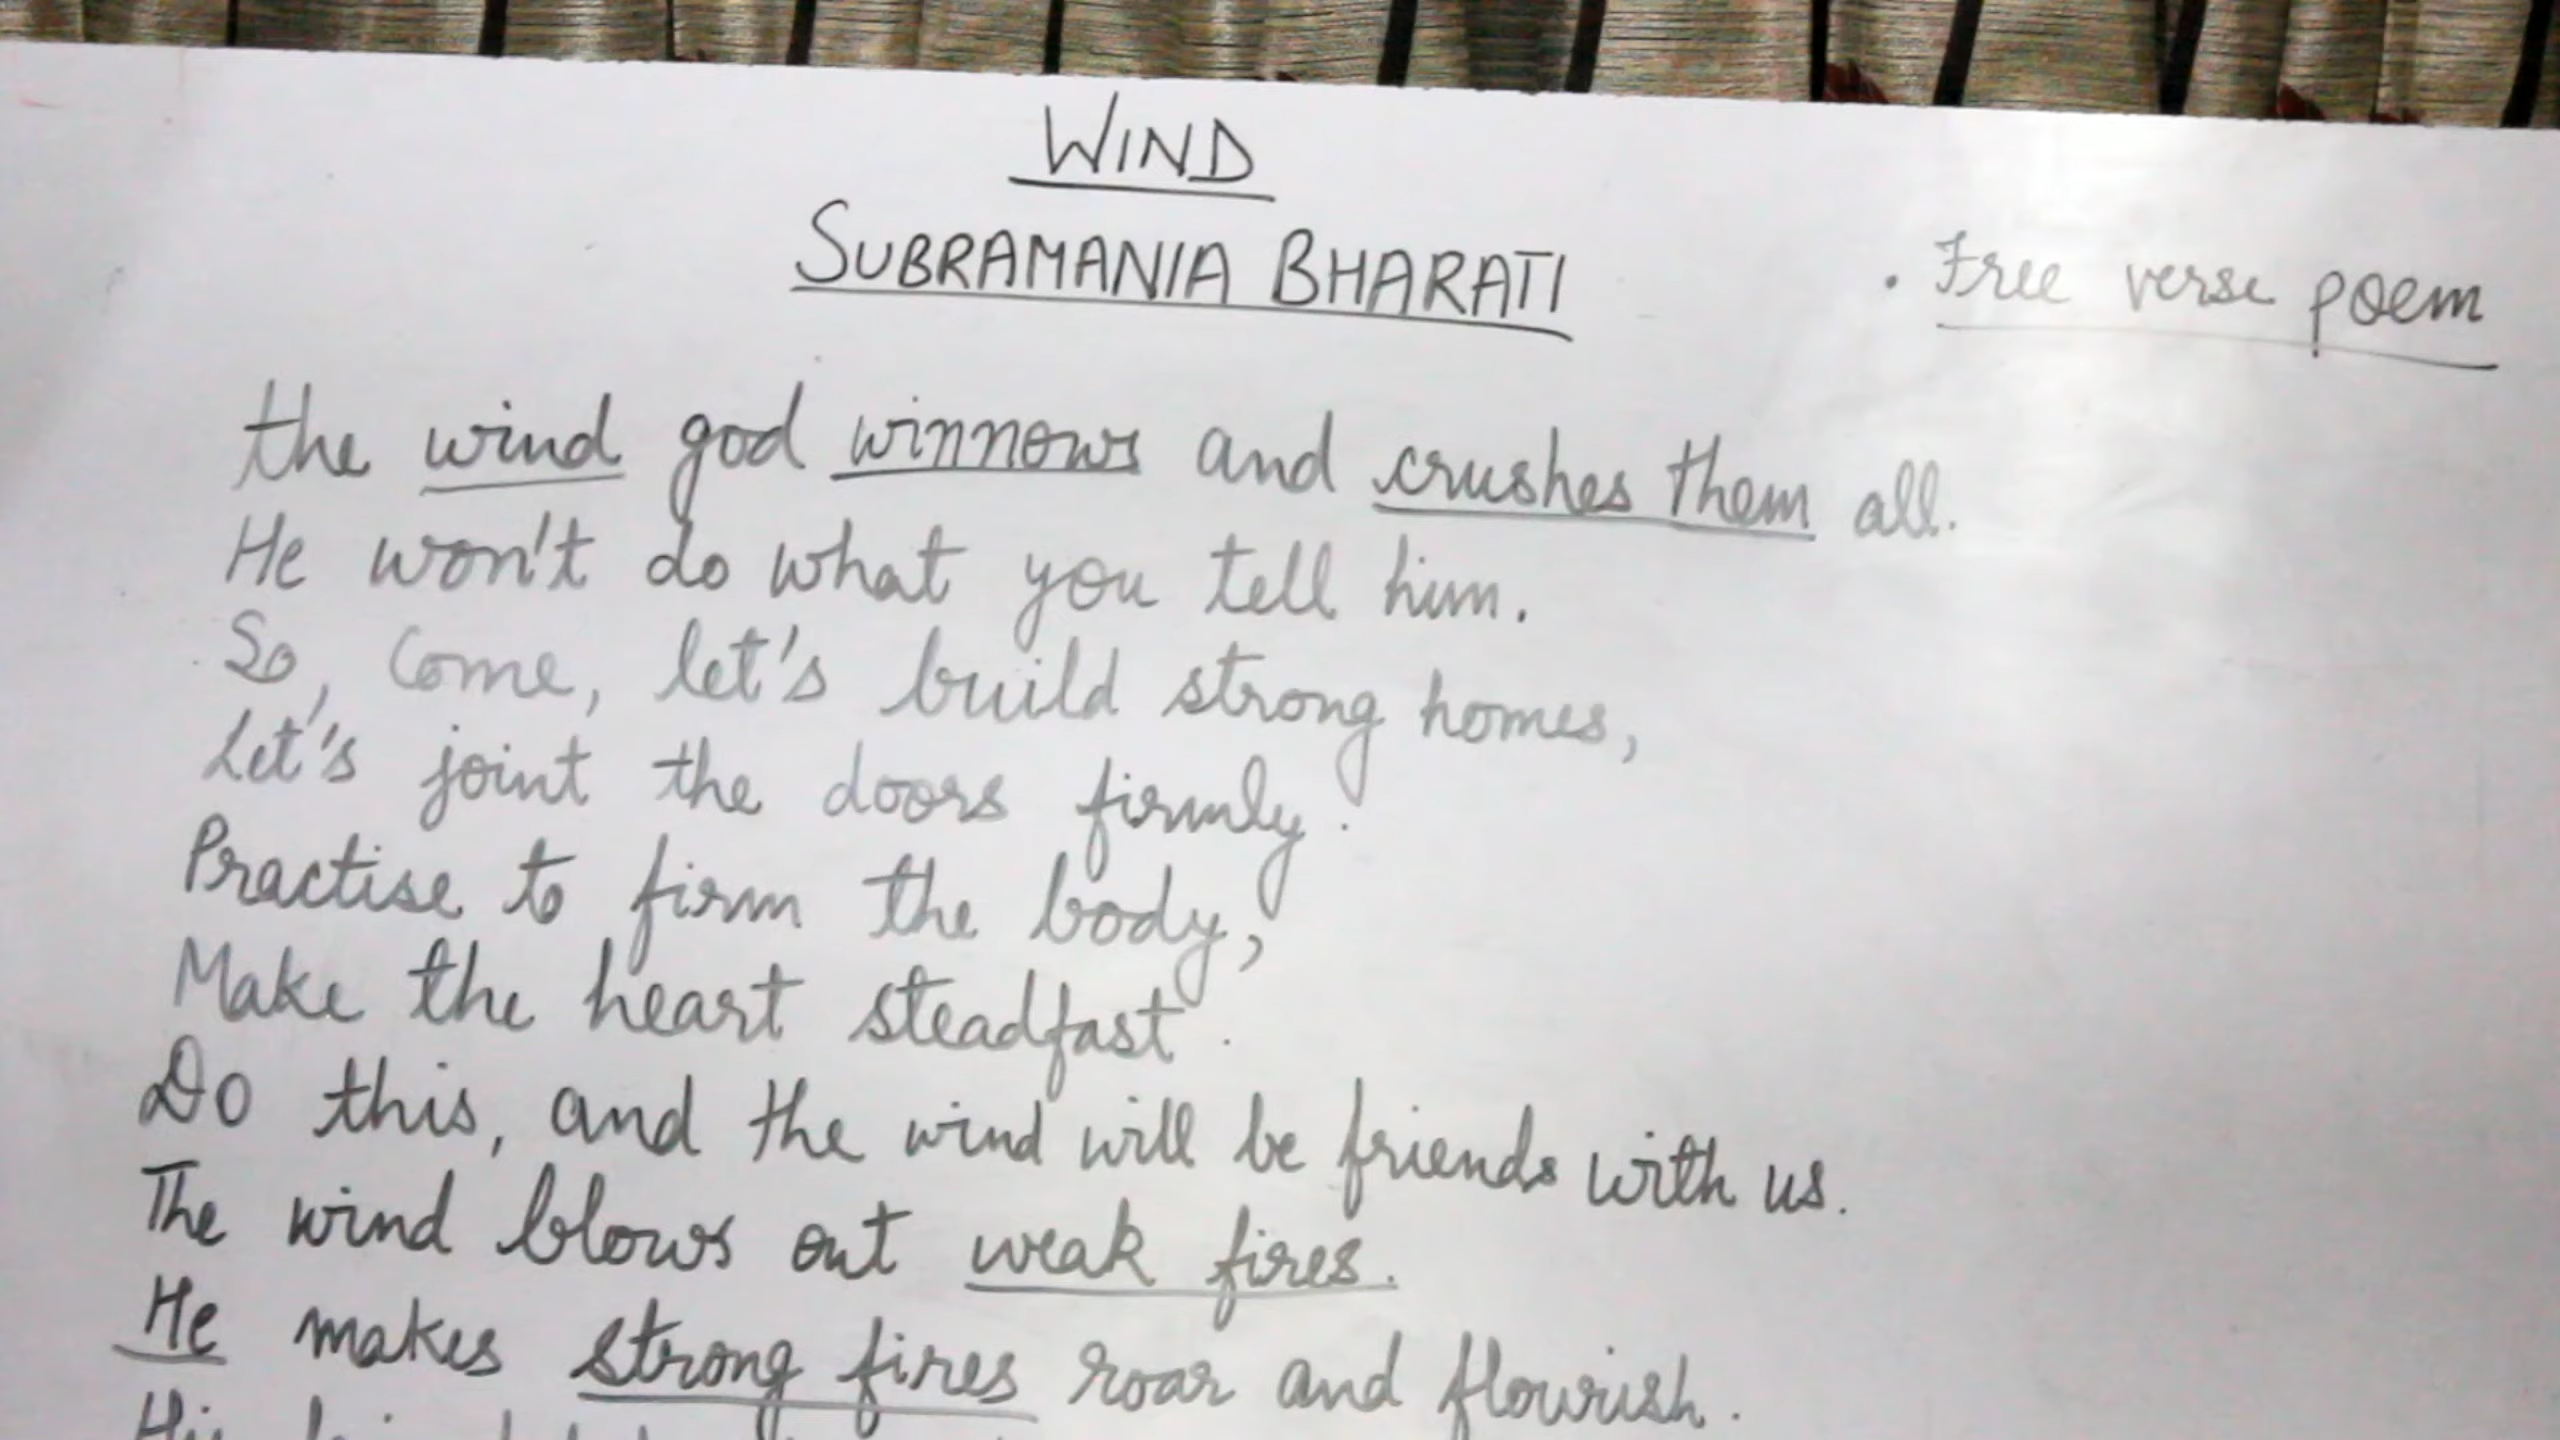 WIND
SUBRAMANIA BHARATI
. Free verse poem
the wind god winnows and crushes them all.
He won't do what you tell him.
So, Come, let's build strong homes,
Let's joint the doors firmly.
Practise to firm the body,
Make the heart steadfast.
Do this, and the wind will be friends with us.
The wind blows out weak fires.
He makes strong fires roar and flourish.